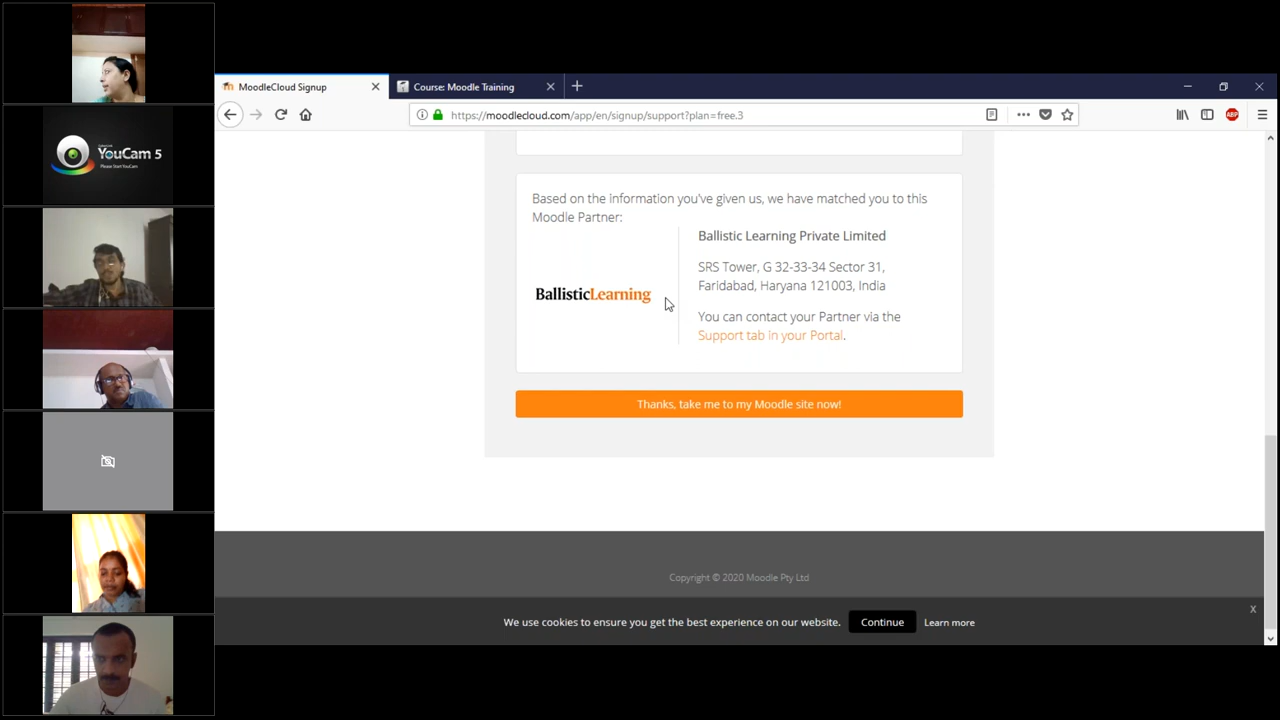 YouCam 5
Please Start YouCam
MoodleCloud Signup
Course: Moodle Training
https://moodlecloud.com/app/en/signup/support?plan=free.3
ABP
Based on the information you've given us, we have matched you to this
Moodle Partner:
BallisticLearning
Ballistic Learning Private Limited
SRS Tower, G 32-33-34 Sector 31,
Faridabad, Haryana 121003, India
You can contact your Partner via the
Support tab in your Portal.
Thanks, take me to my Moodle site now!
Copyright © 2020 Moodle Pty Ltd
We use cookies to ensure you get the best experience on our website.
Continue
Learn more
X